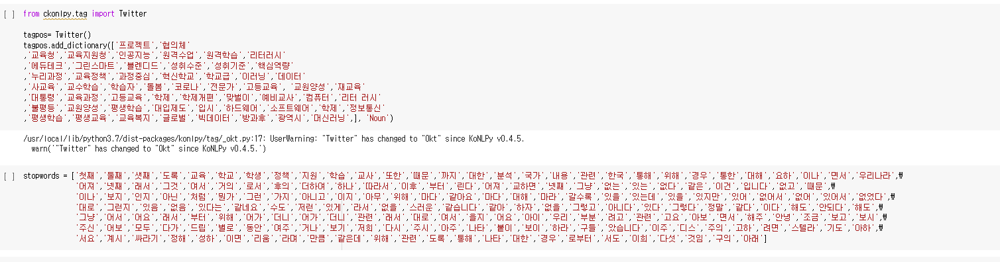 [ ] from ckonlpy.tag import Twitter
tagpos= Twitter()
tagpos.add_dictionary(['프로젝트','협의체'
,'교육청','교육지원청','인공지능','원격수업','원격학습','리터러시'
,'에듀테크','그린스마트','블렌디드','성취수준','성취기준','핵심역량'
,'누리과정','교육정책','과정중심','혁신학교','학교급','이러닝','데이터'
,'사교육','교수학습','학습자','돌봄','코로나','전문가','고등교육', '교원양성','재교육'
,'대통령','교육과정','고등교육','학제','학제개편','맞벌이','예비교사','컴퓨터','리터 러시'
,'불평등','교원양성','평생학습','대입제도','입시','하드웨어','소프트웨어','학제','정보통신'
,'평생학습','평생교육','교육복지','글로벌','빅데이터','방과후','광역시','머신러닝',], 'Noun')
/usr/local/lib/python3.7/dist-packages/konlpy/tag/_okt.py:17: UserWarning: "Twitter" has changed to "Okt" since KoNLPy v0.4.5.
warn('"Twitter" has changed to "Okt" since KoNLPy v0.4.5.')
[ ] stopwords = ['첫째','둘째','셋째','도록','교육','학교','학생','정책','지원','학습','교사','또한','때문','까지','대한','분석','국가','내용','관련','한국','통해','위해','경우','통한','대해','요하','이나','면서','우리나라',₩
'어져','넷째','래서','그것','여서','거의','로서','후의','더하여','하나','따라서','이후','부터','린다','어져','교하면','넷째','그냥','없는','있는','없다','같은','이건','입니다','없고','때문',₩
'이나','보지','인지','아닌','처럼','뭔가','그런','가지','아니고','이지','아무','위해','마다','같아요','마다','대해','마라','갈수록','있을','있는데','있을','있지만','있어','없어서','없어','있어서','없었다',₩
'대로','그런지','있음','없음','있다는','같네요','수도','저런','있게','라서','없을','스러운','같습니다','같아','하자','없을','그렇고','아니다','있다','그렇다','정말','같다','이다','해도','안되다','해도',₩
'그냥','어서','어요','래서','부터','위해','어가','더니','어가','더니','관련','래서','대로','여서','을지','어요','아이','우리','부분','려고','관련','고요','아보','면서','해주','안녕','조금','보고','보시',₩
'주신','어보','모두','다가','드립','별로','동안','여주','거나','보기','저희','다시','주시','아주','나타','붙이','보이','하라','구들','았습니다','이주','디스','주의','고하','려면','스텔라','기도','아하',₩
'서요','계시','싸라기','정해','성하','이면','리움','라며','만큼','같은데','위해','관련','도록','통해','나타','대한','경우','로부터','서도','이희','다섯','것임','구의','아래']